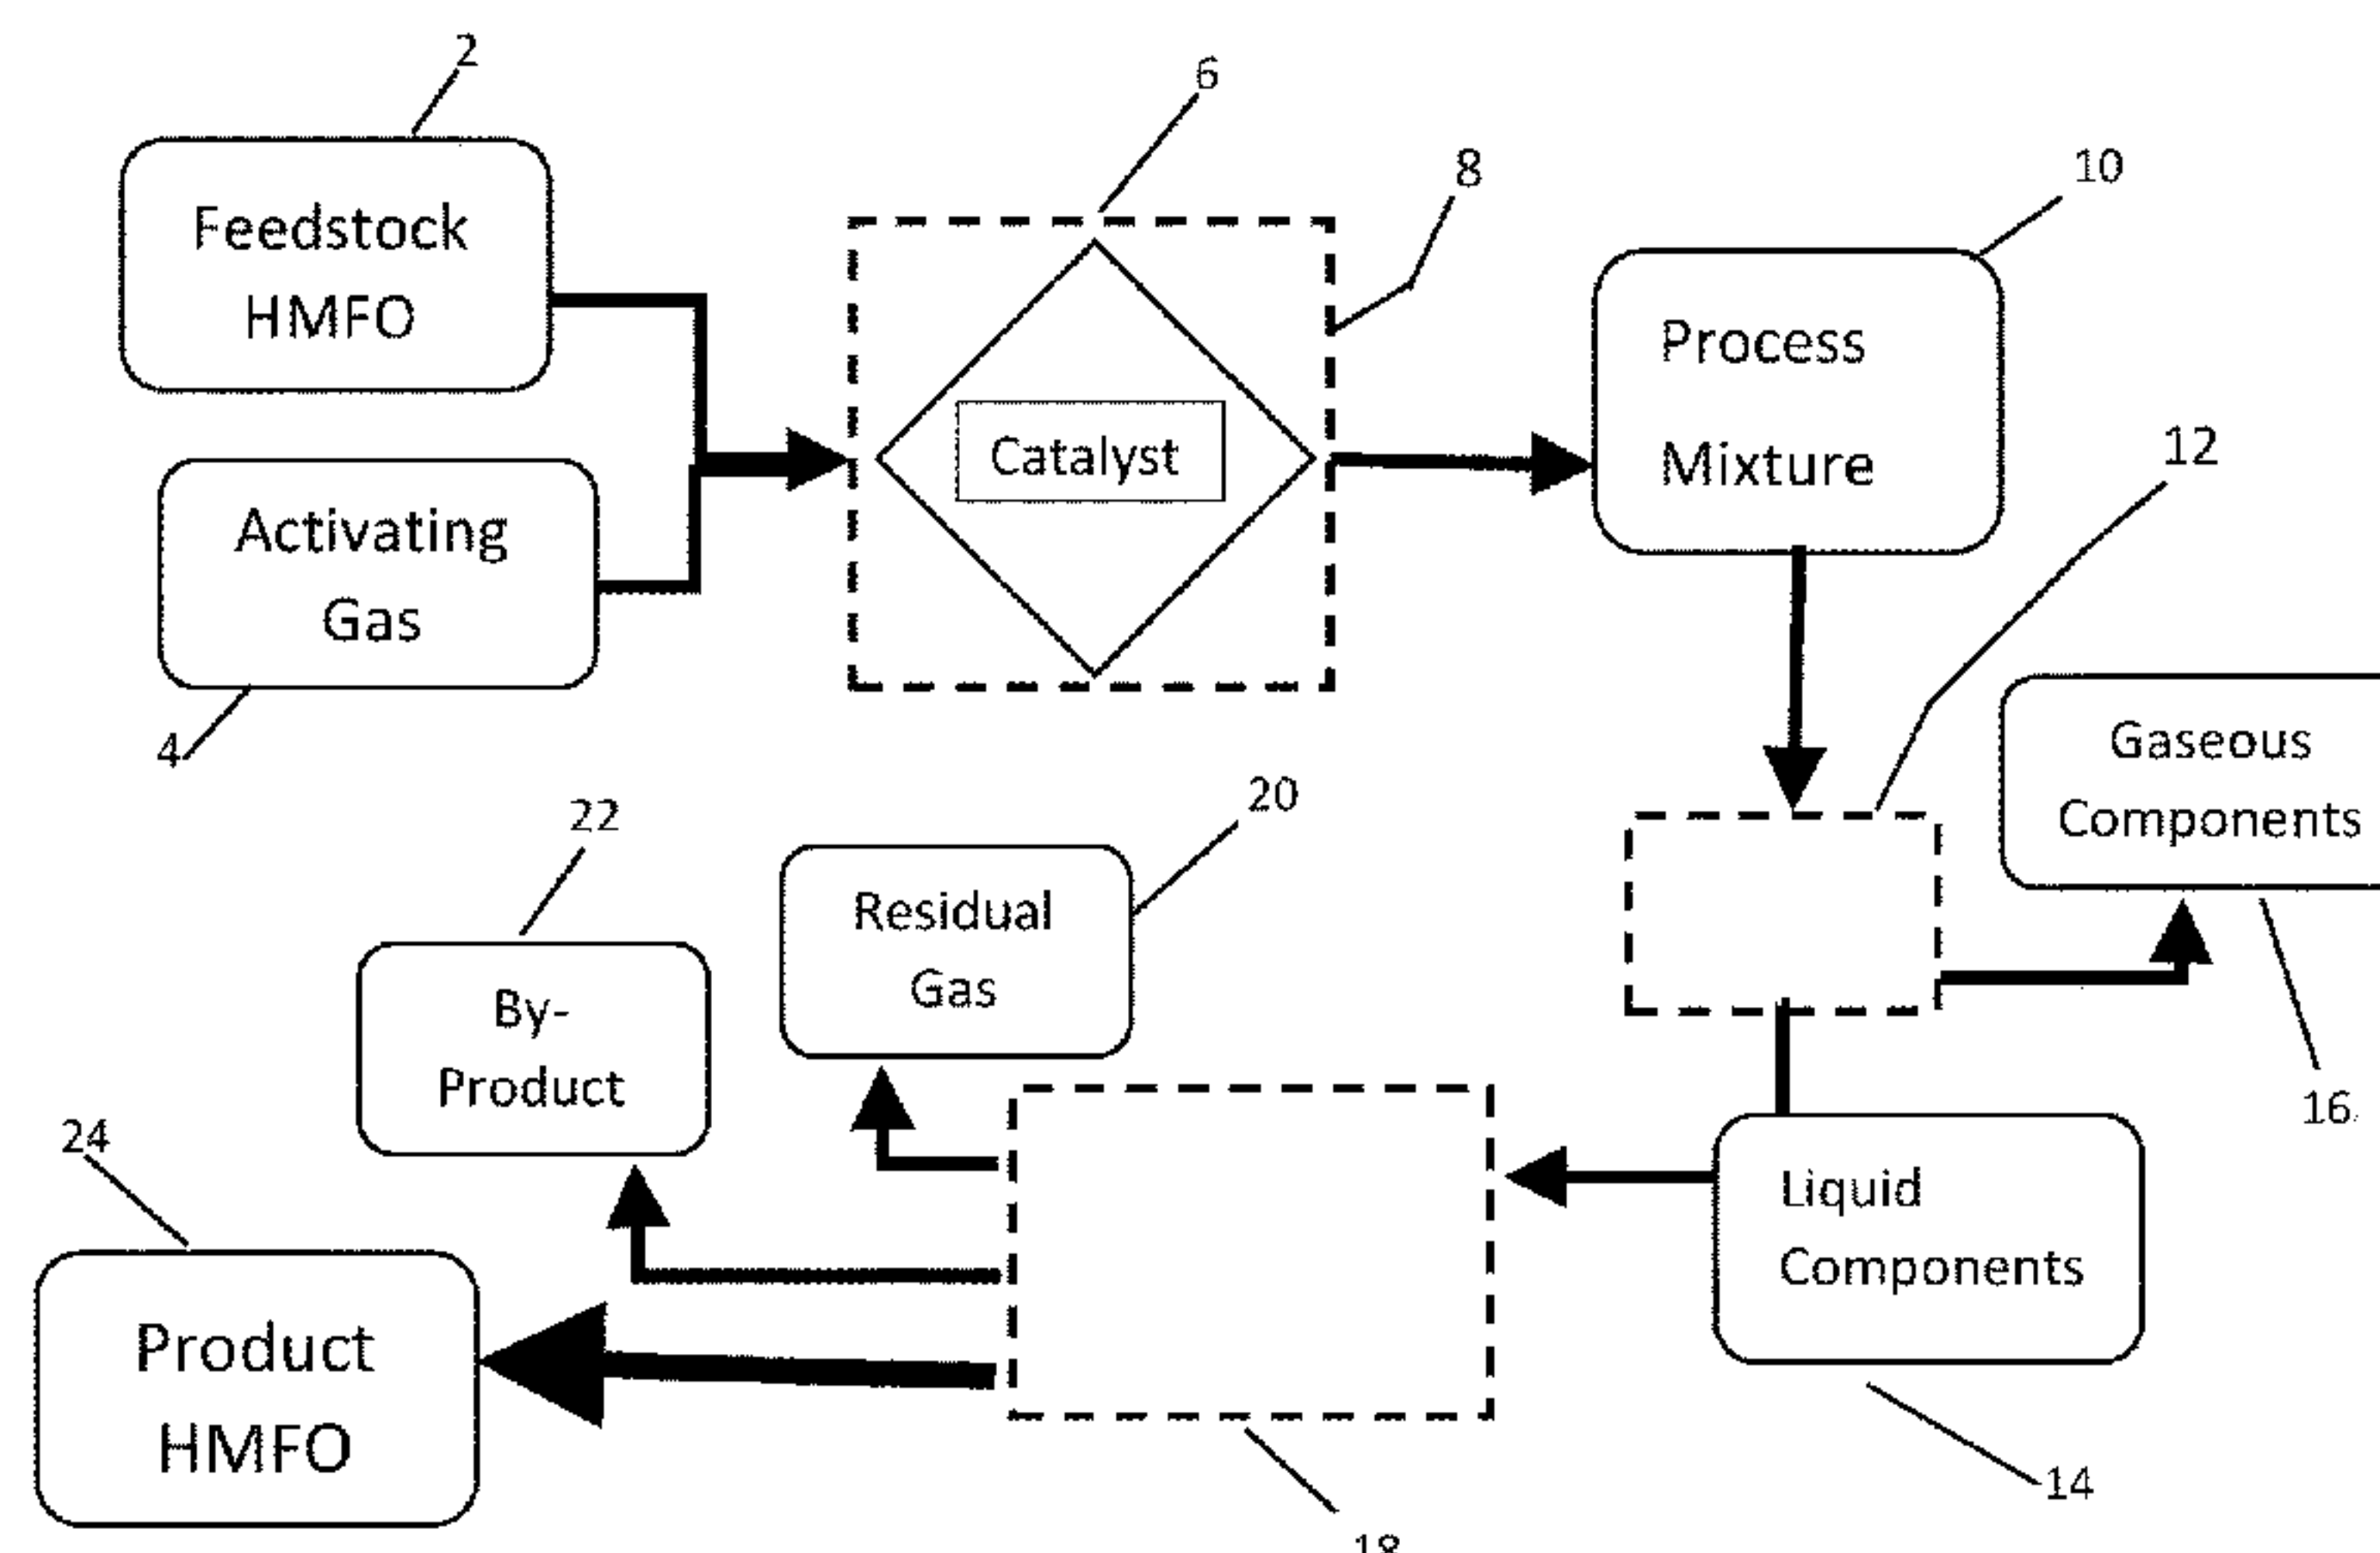 2
6
8
10
Feedstock
HMFO
Process
Mixture
Catalyst
12
Activating
Gas
4
Gaseous
Components
20
22
Residual
Gas
By-
Product
16
24
Liquid
Components
Product
HMFO
14
18